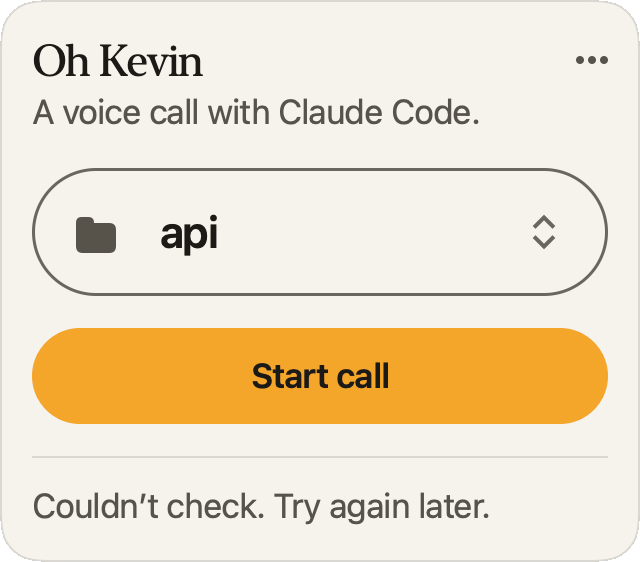 Oh Kevin
A voice call with Claude Code.
api
Start call
Couldn’t check. Try again later.